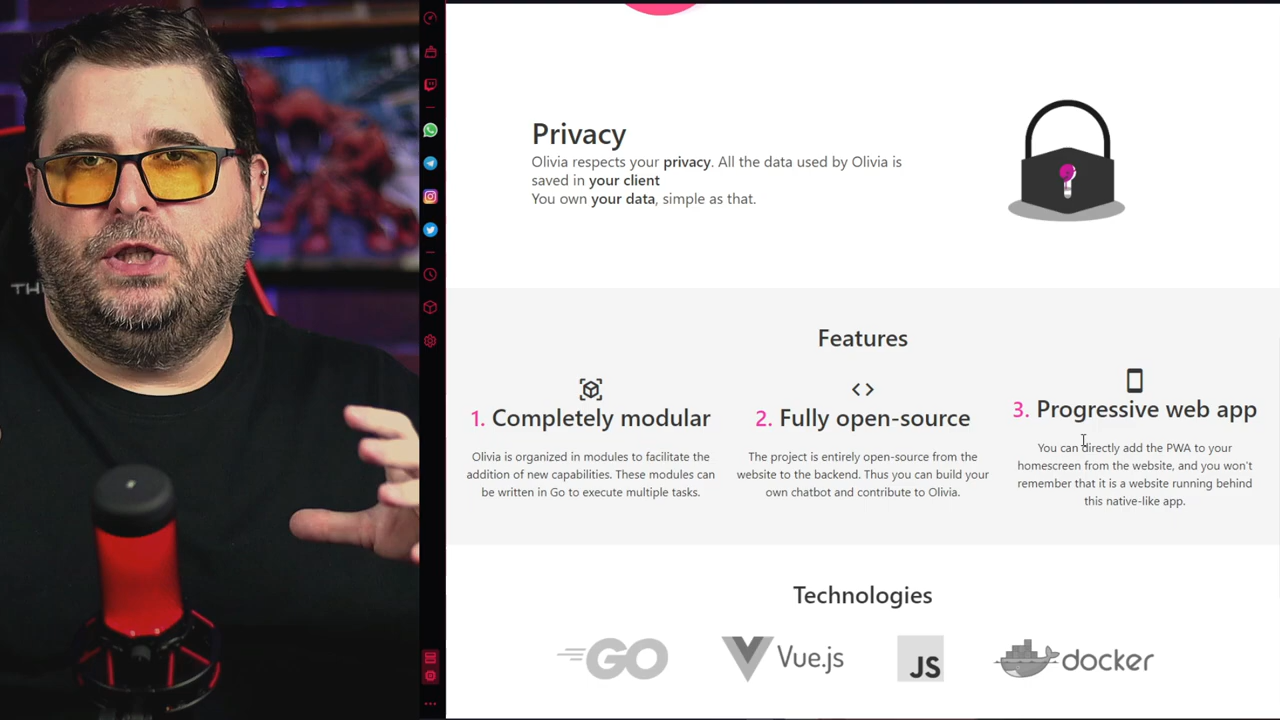 TH
Privacy
Olivia respects your privacy. All the data used by Olivia is
saved in your client
You own your data, simple as that.
Features
1. Completely modular
Olivia is organized in modules to facilitate the
addition of new capabilities. These modules can
be written in Go to execute multiple tasks.
2. Fully open-source
The project is entirely open-source from the
website to the backend. Thus you can build your
own chatbot and contribute to Olivia.
3. Progressive web app
You can directly add the PWA to your
homescreen from the website, and you won't
remember that it is a website running behind
this native-like app.
Technologies
GO
Vue.js
JS
docker